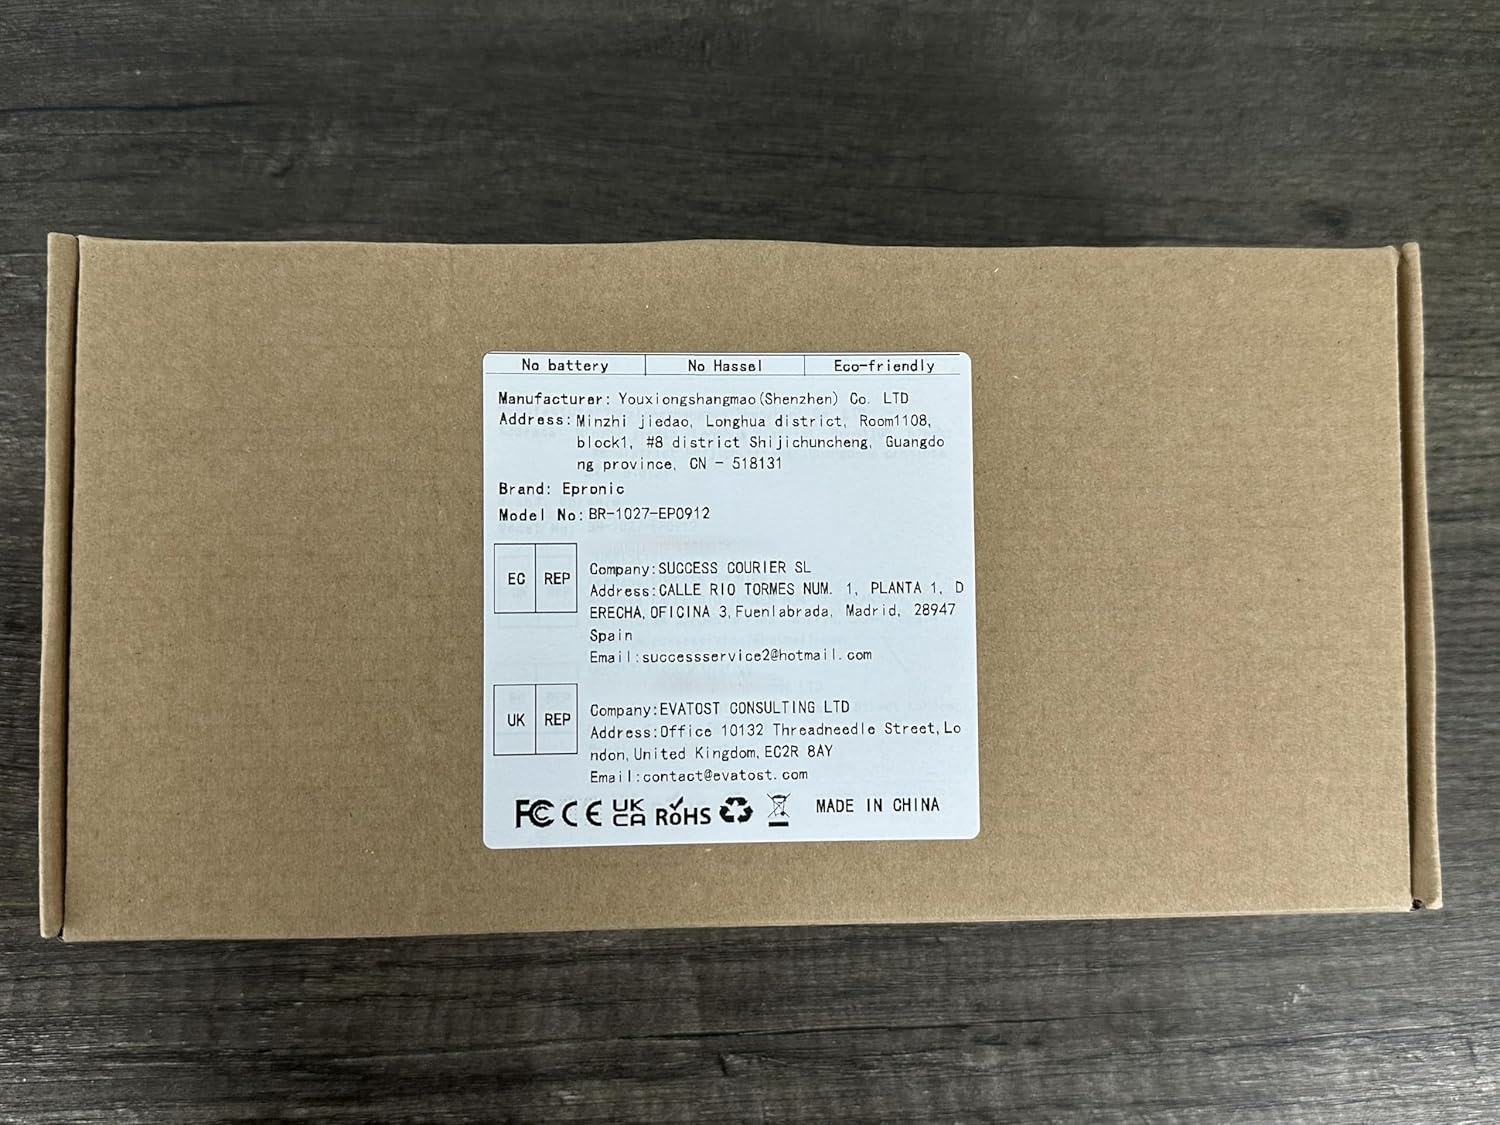 No battery No Hassel Eco-friendly
Manufacturer: Youxiongshangmao(Shenzhen) Co. LTD
Address: Minzhi jiedao, Longhua district, Room1108,
block1, #8 district Shijichuncheng, Guangdo
ng province, CN - 518131
Brand: Epronic
Model No: BR-1027-EP0912
EC REP
Company:SUCCESS COURIER SL
Address:CALLE RIO TORMES NUM. 1, PLANTA 1, D
ERECHA,OFICINA 3,Fuenlabrada, Madrid, 28947
Spain
Email:successservice2@hotmail.com
UK REP
Company:EVATOST CONSULTING LTD
Address:Office 10132 Threadneedle Street,Lo
ndon,United Kingdom,EC2R 8AY
Email:contact@evatost.com
FC CE UK CA RoHS MADE IN CHINA